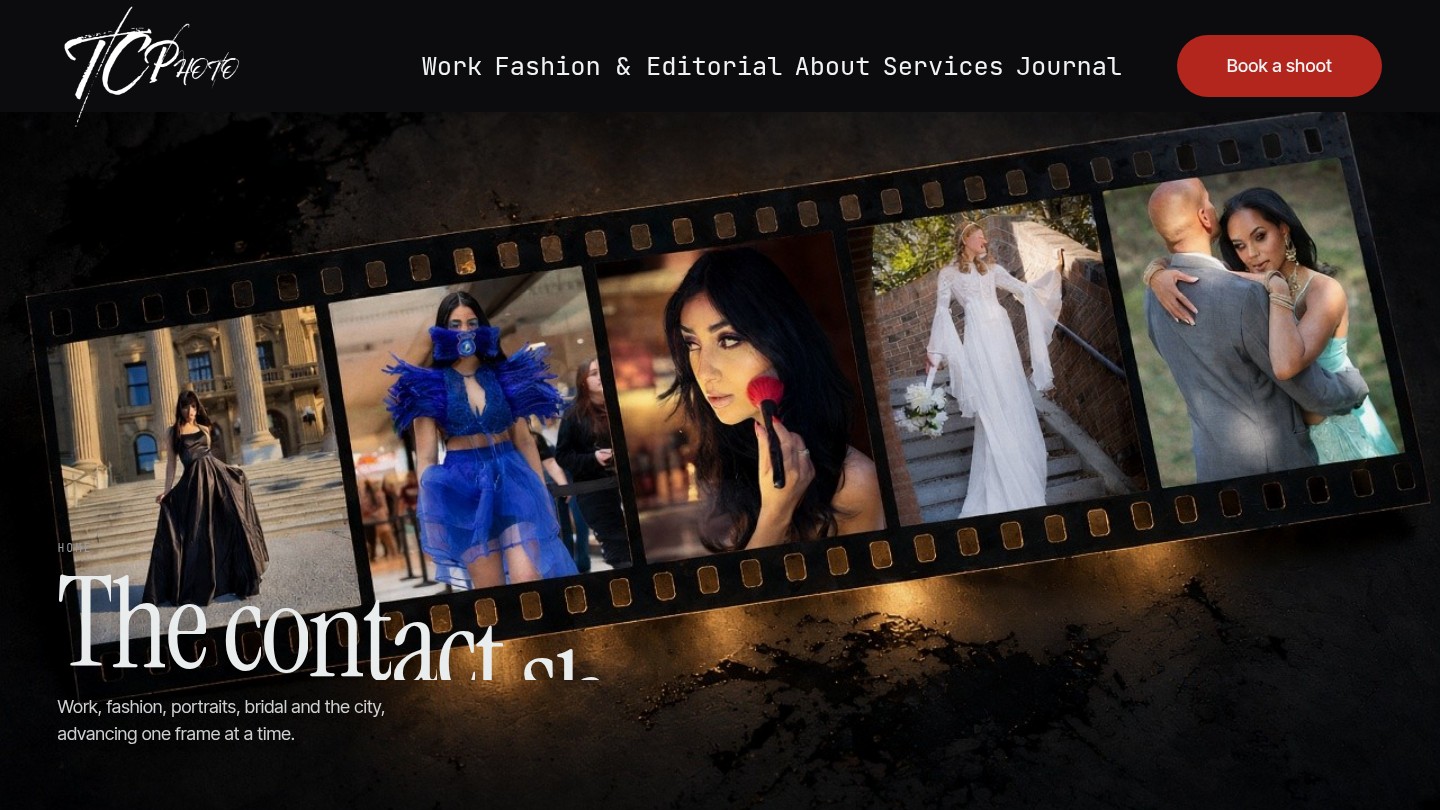 TCPHOTO
Work Fashion & Editorial About Services Journal
Book a shoot
HOME
The contact sh
Work, fashion, portraits, bridal and the city,
advancing one frame at a time.